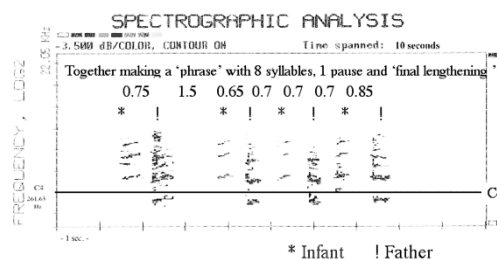 SPECTROGRAPHIC ANALYSIS
-3.500 dB/COLOR, CONTOUR ON Time spanned: 10 seconds
22.05 KHz
FREQUENCY, LOG2
Together making a ‘phrase’ with 8 syllables, 1 pause and ‘final lengthening’
0.75 1.5 0.65 0.7 0.7 0.7 0.85
* ! * ! * ! * !
C4 C
261.63
Hz
- 1 sec. -
* Infant ! Father